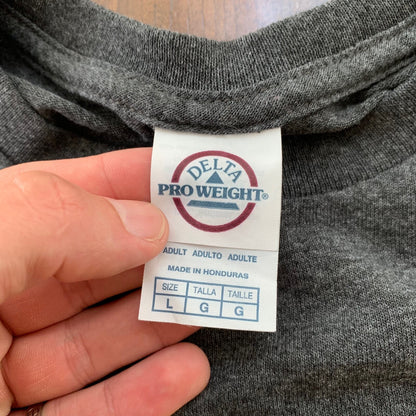 DELTA
PRO WEIGHT®
ADULT ADULTO ADULTE
MADE IN HONDURAS
SIZE TALLA TAILLE
L G G